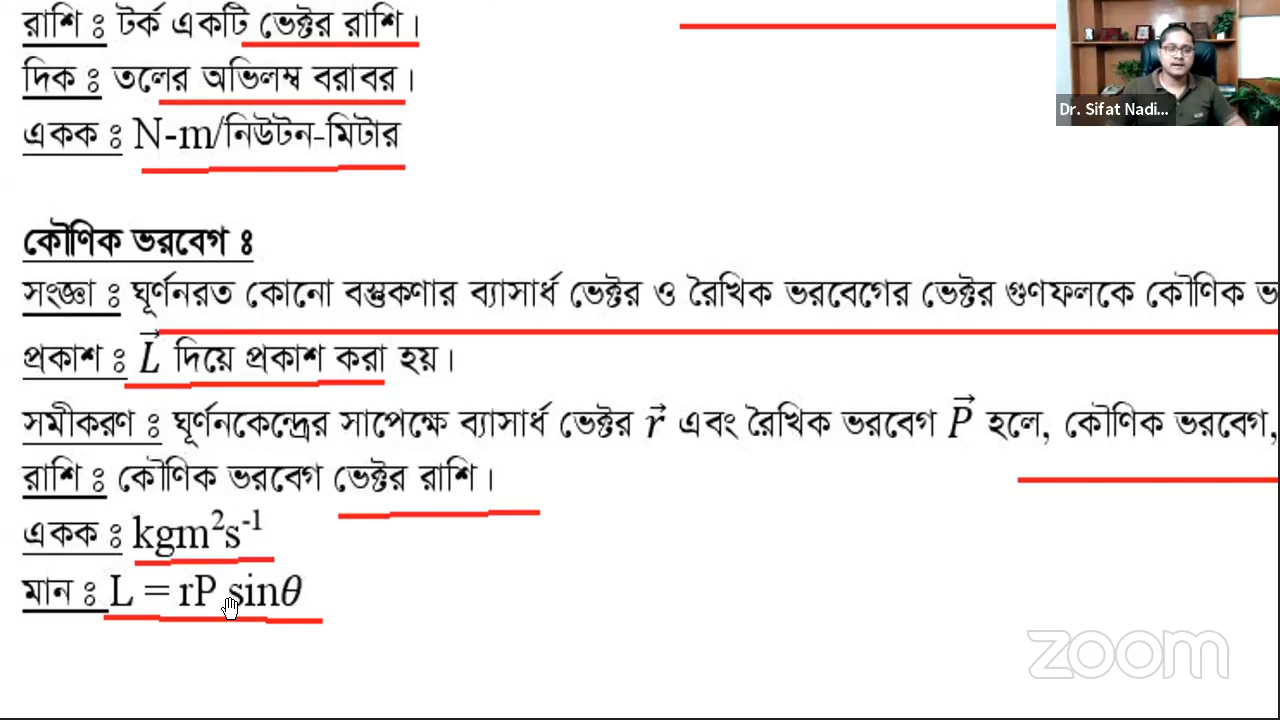 রাশি ঃ টর্ক একটি ভেক্টর রাশি।
দিক ঃ তলের অভিলম্ব বরাবর।
একক ঃ N-m/নিউটন-মিটার
Dr. Sifat Nadi...
কৌণিক ভরবেগ ঃ
সংজ্ঞা ঃ ঘূর্ণনরত কোনো বস্তুকণার ব্যাসার্ধ ভেক্টর ও রৈখিক ভরবেগের ভেক্টর গুণফলকে কৌণিক ভ
প্রকাশ ঃ L⃗ দিয়ে প্রকাশ করা হয়।
সমীকরণ ঃ ঘূর্ণনকেন্দ্রের সাপেক্ষে ব্যাসার্ধ ভেক্টর r⃗ এবং রৈখিক ভরবেগ P⃗ হলে, কৌণিক ভরবেগ,
রাশি ঃ কৌণিক ভরবেগ ভেক্টর রাশি।
একক ঃ kgm²s⁻¹
মান ঃ L = rP sinθ
zoom